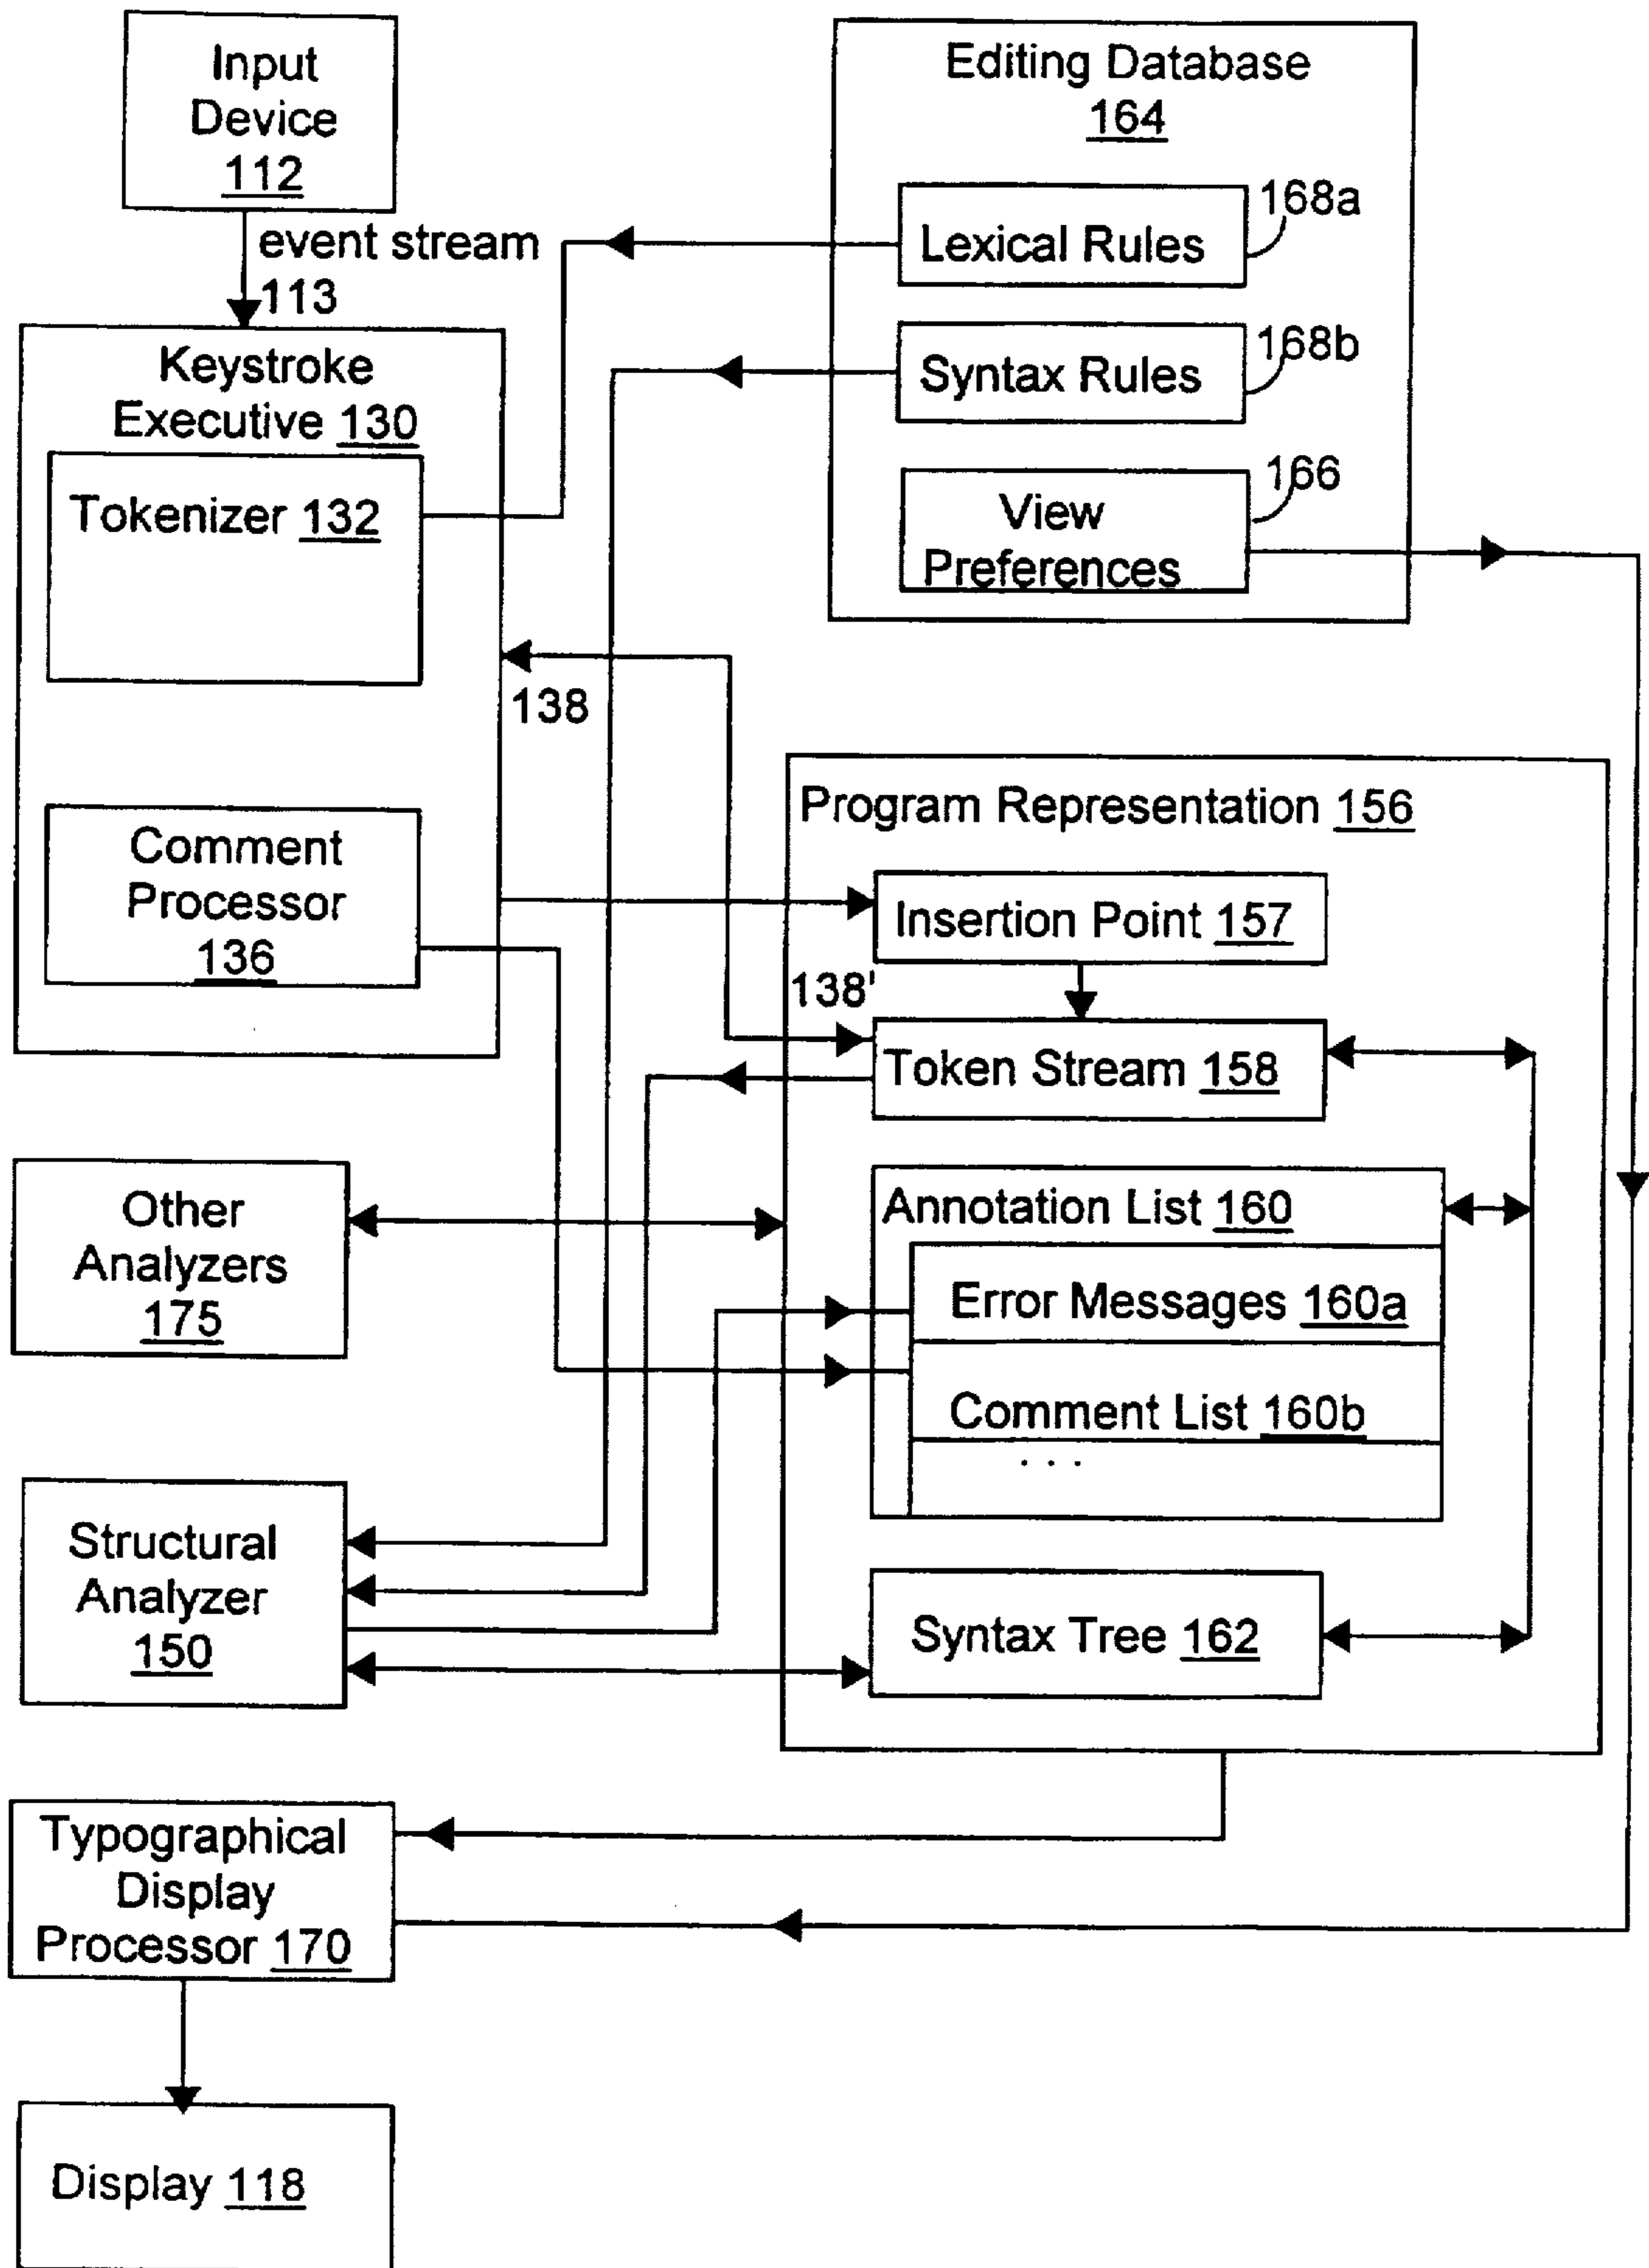 Input
Device
112
event stream
113
Keystroke
Executive 130
Tokenizer 132
138
Comment
Processor
136
Editing Database
164
Lexical Rules
168a
Syntax Rules
168b
View
Preferences
166
Program Representation 156
Insertion Point 157
138'
Token Stream 158
Annotation List 160
Error Messages 160a
Comment List 160b
. . .
Syntax Tree 162
Other
Analyzers
175
Structural
Analyzer
150
Typographical
Display
Processor 170
Display 118